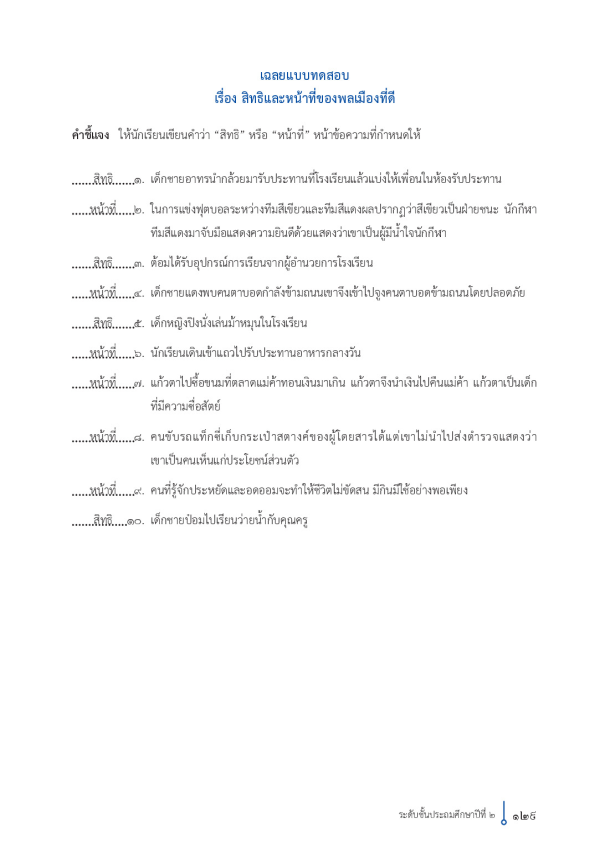 เฉลยแบบทดสอบ
เรื่อง สิทธิและหน้าที่ของพลเมืองที่ดี
คำชี้แจง ให้นักเรียนเขียนคำว่า “สิทธิ” หรือ “หน้าที่” หน้าข้อความที่กำหนดให้
.......สิทธิ.......๑. เด็กชายอาทรนำกล้วยมารับประทานที่โรงเรียนแล้วแบ่งให้เพื่อนในห้องรับประทาน
......หน้าที่......๒. ในการแข่งฟุตบอลระหว่างทีมสีเขียวและทีมสีแดงผลปรากฏว่าสีเขียวเป็นฝ่ายชนะ นักกีฬา
ทีมสีแดงมาจับมือแสดงความยินดีด้วยแสดงว่าเขาเป็นผู้มีน้ำใจนักกีฬา
.......สิทธิ.......๓. ต้อมได้รับอุปกรณ์การเรียนจากผู้อำนวยการโรงเรียน
......หน้าที่......๔. เด็กชายแดงพบคนตาบอดกำลังข้ามถนนเขาจึงเข้าไปจูงคนตาบอดข้ามถนนโดยปลอดภัย
.......สิทธิ.......๕. เด็กหญิงปิงนั่งเล่นม้าหมุนในโรงเรียน
......หน้าที่......๖. นักเรียนเดินเข้าแถวไปรับประทานอาหารกลางวัน
......หน้าที่......๗. แก้วตาไปซื้อขนมที่ตลาดแม่ค้าทอนเงินมาเกิน แก้วตาจึงนำเงินไปคืนแม่ค้า แก้วตาเป็นเด็ก
ที่มีความซื่อสัตย์
......หน้าที่......๘. คนขับรถแท็กซี่เก็บกระเป๋าสตางค์ของผู้โดยสารได้แต่เขาไม่นำไปส่งตำรวจแสดงว่า
เขาเป็นคนเห็นแก่ประโยชน์ส่วนตัว
......หน้าที่......๙. คนที่รู้จักประหยัดและอดออมจะทำให้ชีวิตไม่ขัดสน มีกินมีใช้อย่างพอเพียง
.......สิทธิ.....๑๐. เด็กชายป้อมไปเรียนว่ายน้ำกับคุณครู
ระดับชั้นประถมศึกษาปีที่ ๒ ๑๒๕